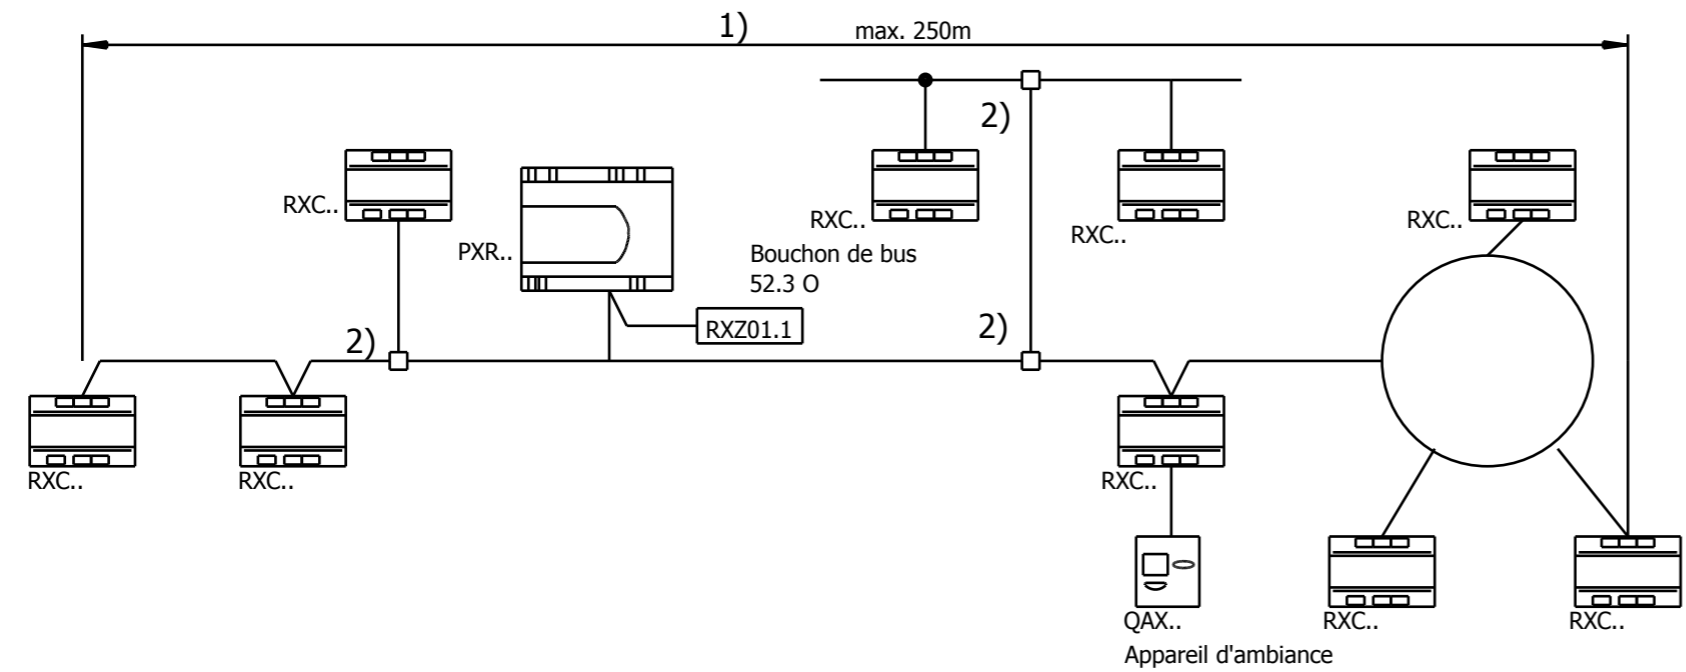 1)
max. 250m
2)
RXC..
PXR..
RXC..
RXC..
RXC..
Bouchon de bus
52.3 O
RXZ01.1
2)
2)
RXC..
RXC..
RXC..
QAX..
RXC..
RXC..
Appareil d'ambiance